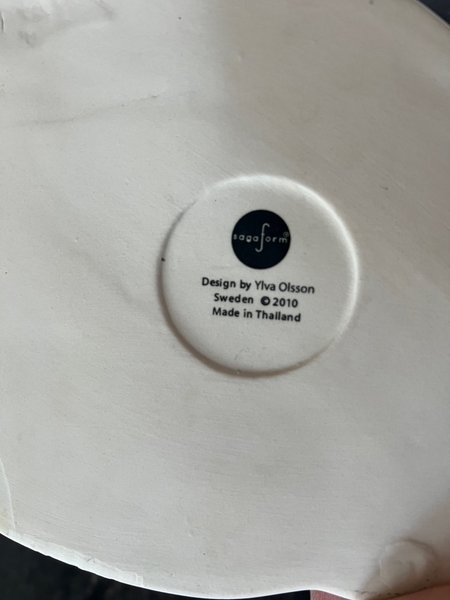 sagaform®
Design by Ylva Olsson
Sweden ©2010
Made in Thailand